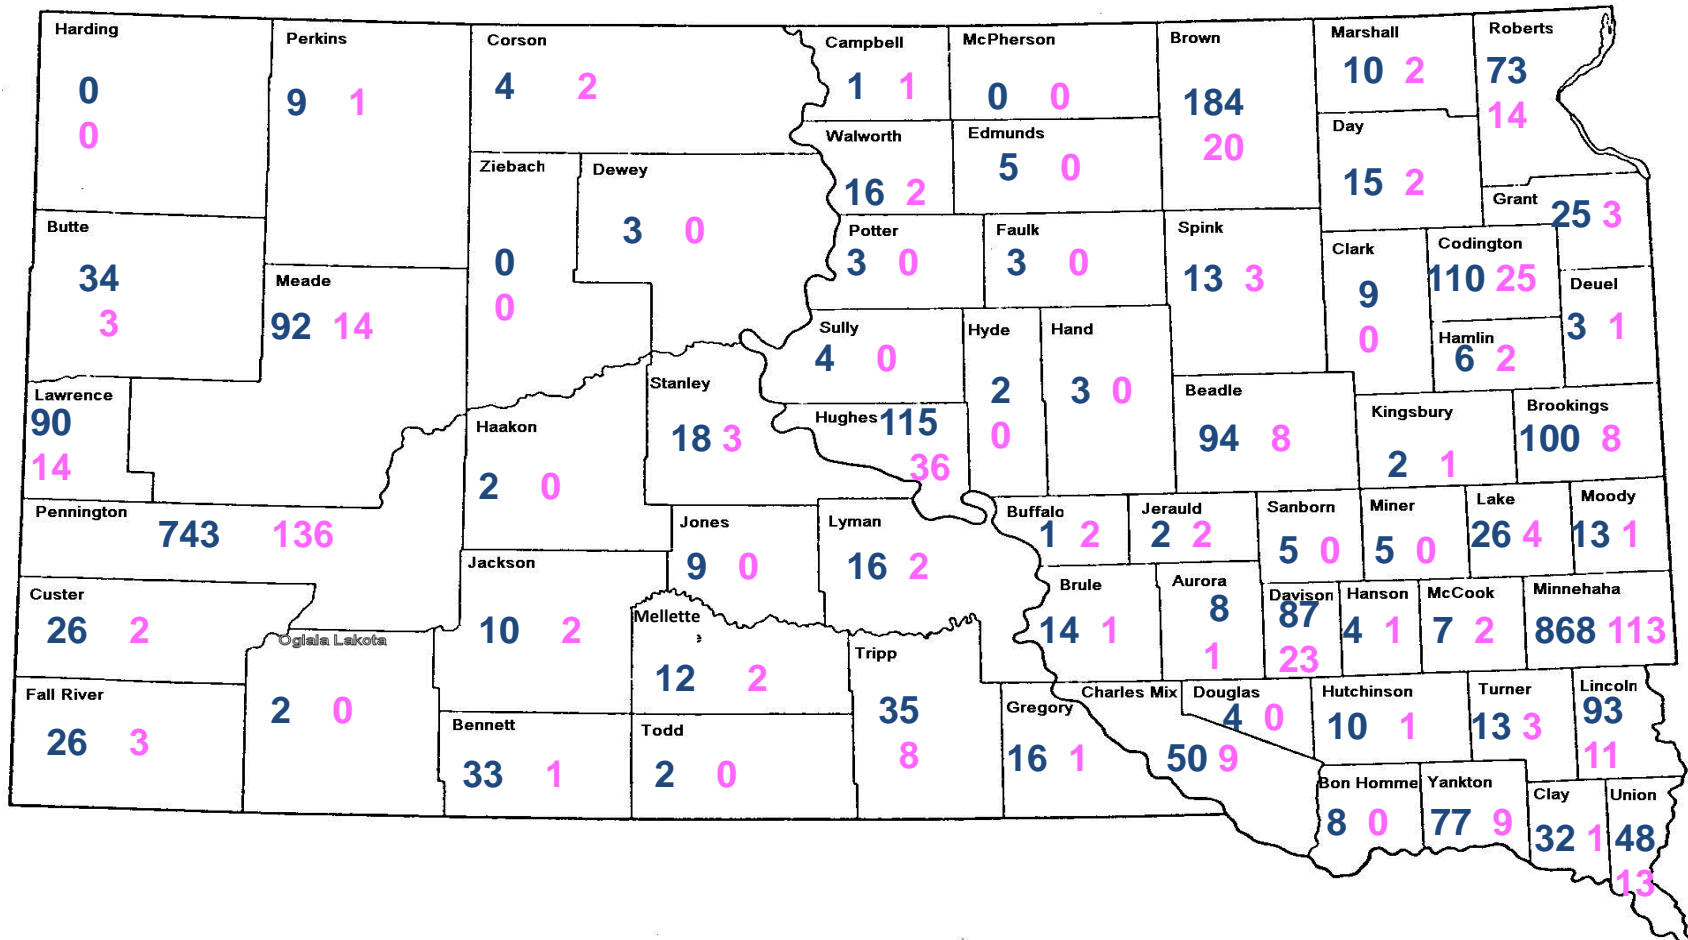 Harding
0
0
Perkins
9 1
Corson
4 2
Campbell
1 1
McPherson
0 0
Brown
184
20
Marshall
10 2
Roberts
73
14
Walworth
16 2
Edmunds
5 0
Day
15 2
Ziebach
0
0
Dewey
3 0
Grant
25 3
Butte
34
3
Meade
92 14
Potter
3 0
Faulk
3 0
Spink
13 3
Clark
9
0
Codington
110 25
Deuel
3 1
Sully
4 0
Hyde
2
0
Hand
3 0
Hamlin
6 2
Lawrence
90
14
Haakon
2 0
Stanley
18 3
Hughes 115
36
Beadle
94 8
Kingsbury
2 1
Brookings
100 8
Pennington
743 136
Jones
9 0
Lyman
16 2
Buffalo
1 2
Jerauld
2 2
Sanborn
5 0
Miner
5 0
Lake
26 4
Moody
13 1
Custer
26 2
Jackson
10 2
Mellette
12 2
Brule
14 1
Aurora
8
1
Davison
87
23
Hanson
4 1
McCook
7 2
Minnehaha
868 113
Oglala Lakota
2 0
Tripp
35
8
Fall River
26 3
Bennett
33 1
Todd
2 0
Gregory
16 1
Charles Mix
50 9
Douglas
4 0
Hutchinson
10 1
Turner
13 3
Lincoln
93
11
Bon Homme
8 0
Yankton
77 9
Clay
32 1
Union
48
13